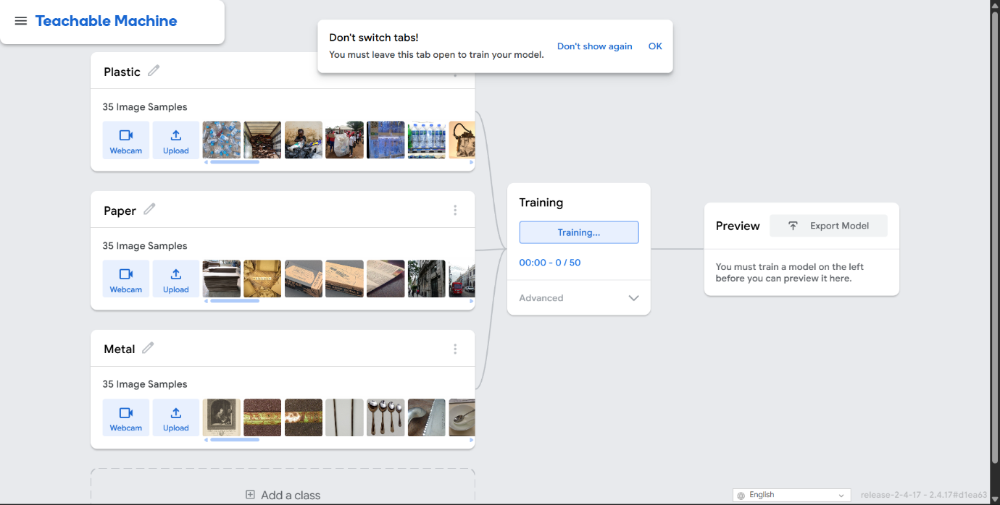 Teachable Machine
Don't switch tabs!
You must leave this tab open to train your model.
Don't show again
OK
Plastic
35 Image Samples
Webcam
Upload
Paper
35 Image Samples
Webcam
Upload
Metal
35 Image Samples
Webcam
Upload
Add a class
Training
Training...
00:00 - 0 / 50
Advanced
Preview
Export Model
You must train a model on the left
before you can preview it here.
English
release-2-4-17 - 2.4.17#d1ea63